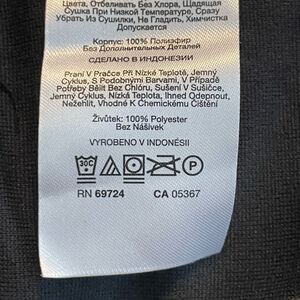 Цвета, Отбеливать Без Хлора, Щадящая
Сушка При Низкой Температуре, Сразу
Убрать Из Сушилки, Не Гладить, Химчистка
Допускается
Корпус: 100% Полиэфир
Без Дополнительных Деталей
СДЕЛАНО В ИНДОНЕЗИИ
Praní V Pračce Při Nízké Teplotě, Jemný
Cyklus, S Podobnými Barvami, V Případě
Potřeby Bělit Bez Chlóru, Sušení V Sušičce,
Jemný Cyklus, Nízká Teplota, Ihned Odepnout,
Nežehlit, Vhodné K Chemickému Čištění
Živůtek: 100% Polyester
Bez Nášivek
VYROBENO V INDONÉSII
30C P
RN 69724 CA 05367